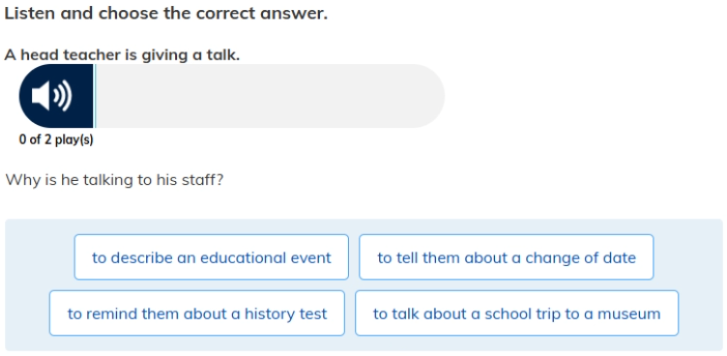 Listen and choose the correct answer.
A head teacher is giving a talk.
0 of 2 play(s)
Why is he talking to his staff?
to describe an educational event
to tell them about a change of date
to remind them about a history test
to talk about a school trip to a museum